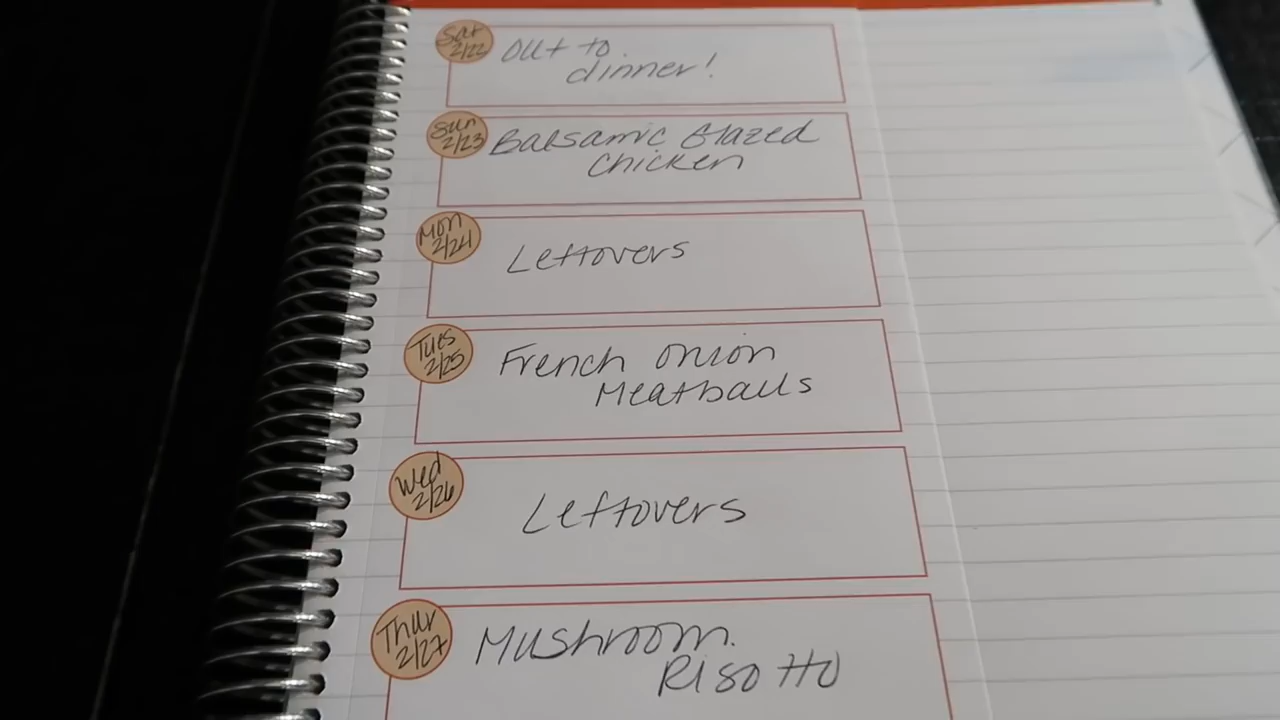 Sat
2/22
Out to
dinner!
Sun
2/23
Balsamic Glazed
Chicken
Mon
2/24
Leftovers
Tues
2/25
French Onion
Meatballs
Wed
2/26
Leftovers
Thur
2/27
Mushroom
Risotto